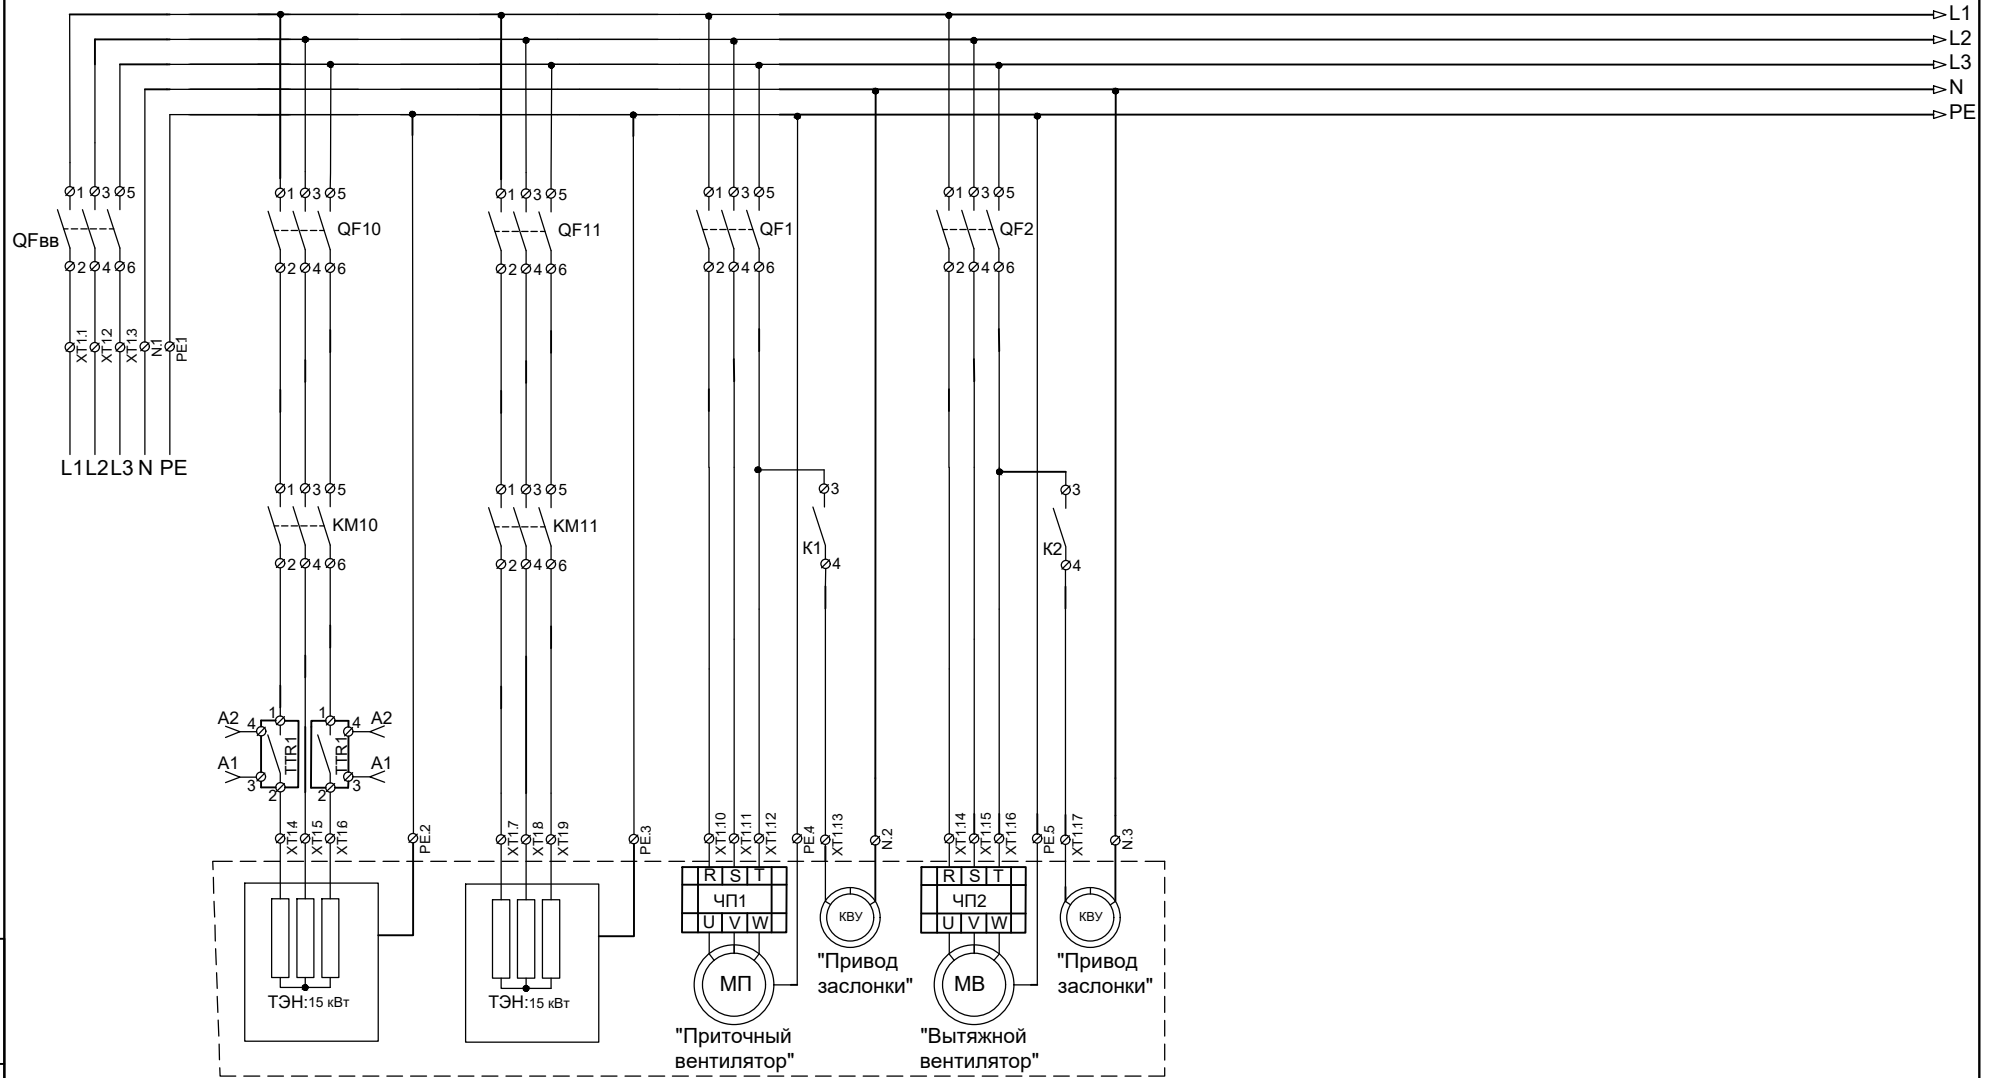 L1
L2
L3
N
PE
1 3 5
QFвв
2 4 6
XT1.1 XT1.2 XT1.3 N.1 PE.1
L1 L2 L3 N PE
1 3 5
QF10
2 4 6
1 3 5
QF11
2 4 6
1 3 5
QF1
2 4 6
1 3 5
QF2
2 4 6
1 3 5
KM10
2 4 6
1 3 5
KM11
2 4 6
3
К1
4
3
К2
4
A2 4 1
TTR1
A1 3 2
1 4 A2
TTR1
2 3 A1
XT1.4 XT1.5 XT1.6 PE.2
XT1.7 XT1.8 XT1.9 PE.3
XT1.10 XT1.11 XT1.12 PE.4 XT1.13 N.2
XT1.14 XT1.15 XT1.16 PE.5 XT1.17 N.3
ТЭН:15 кВт
ТЭН:15 кВт
R S T
ЧП1
U V W
МП
"Приточный
вентилятор"
КВУ
"Привод
заслонки"
R S T
ЧП2
U V W
МВ
"Вытяжной
вентилятор"
КВУ
"Привод
заслонки"